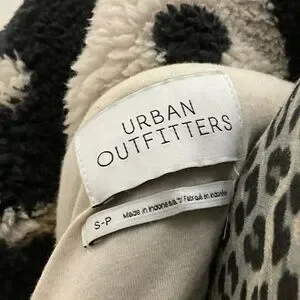 URBAN
OUTFITTERS
S-P
Made in Indonesia / Fabriqué en Indonésie